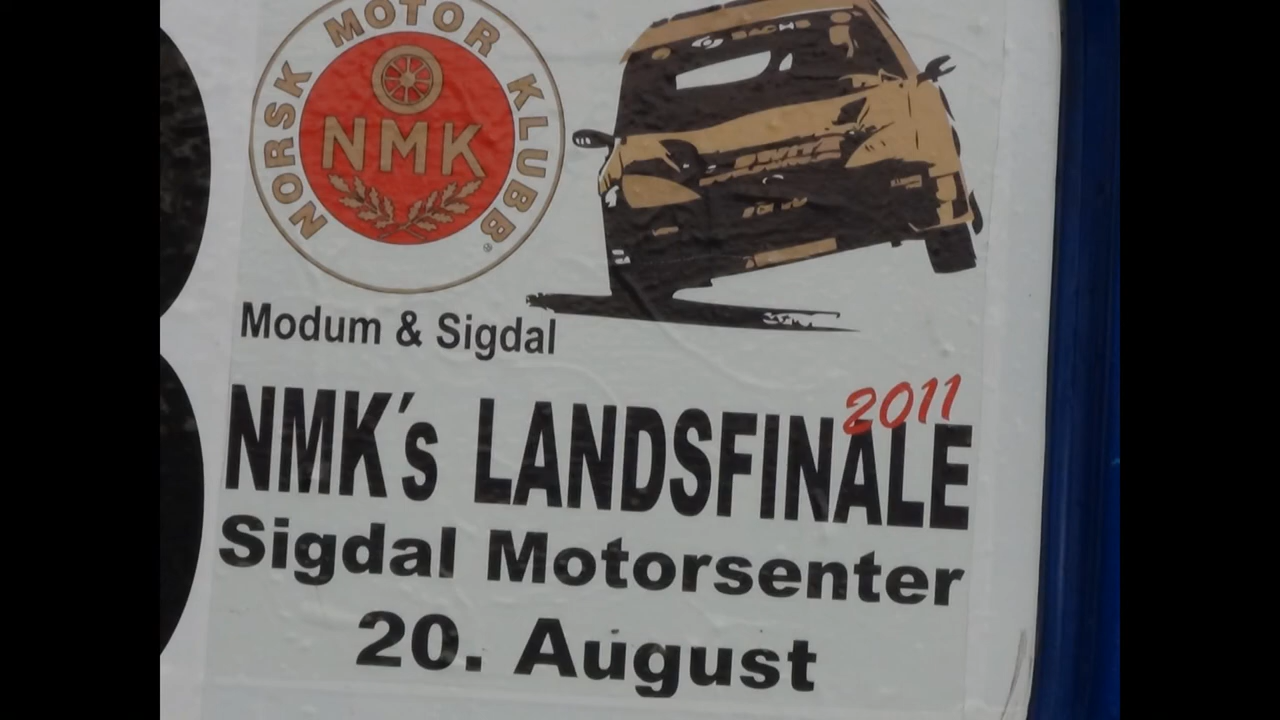 NORSK MOTOR KLUBB
NMK
Modum & Sigdal
2011
NMK's LANDSFINALE
Sigdal Motorsenter
20. August